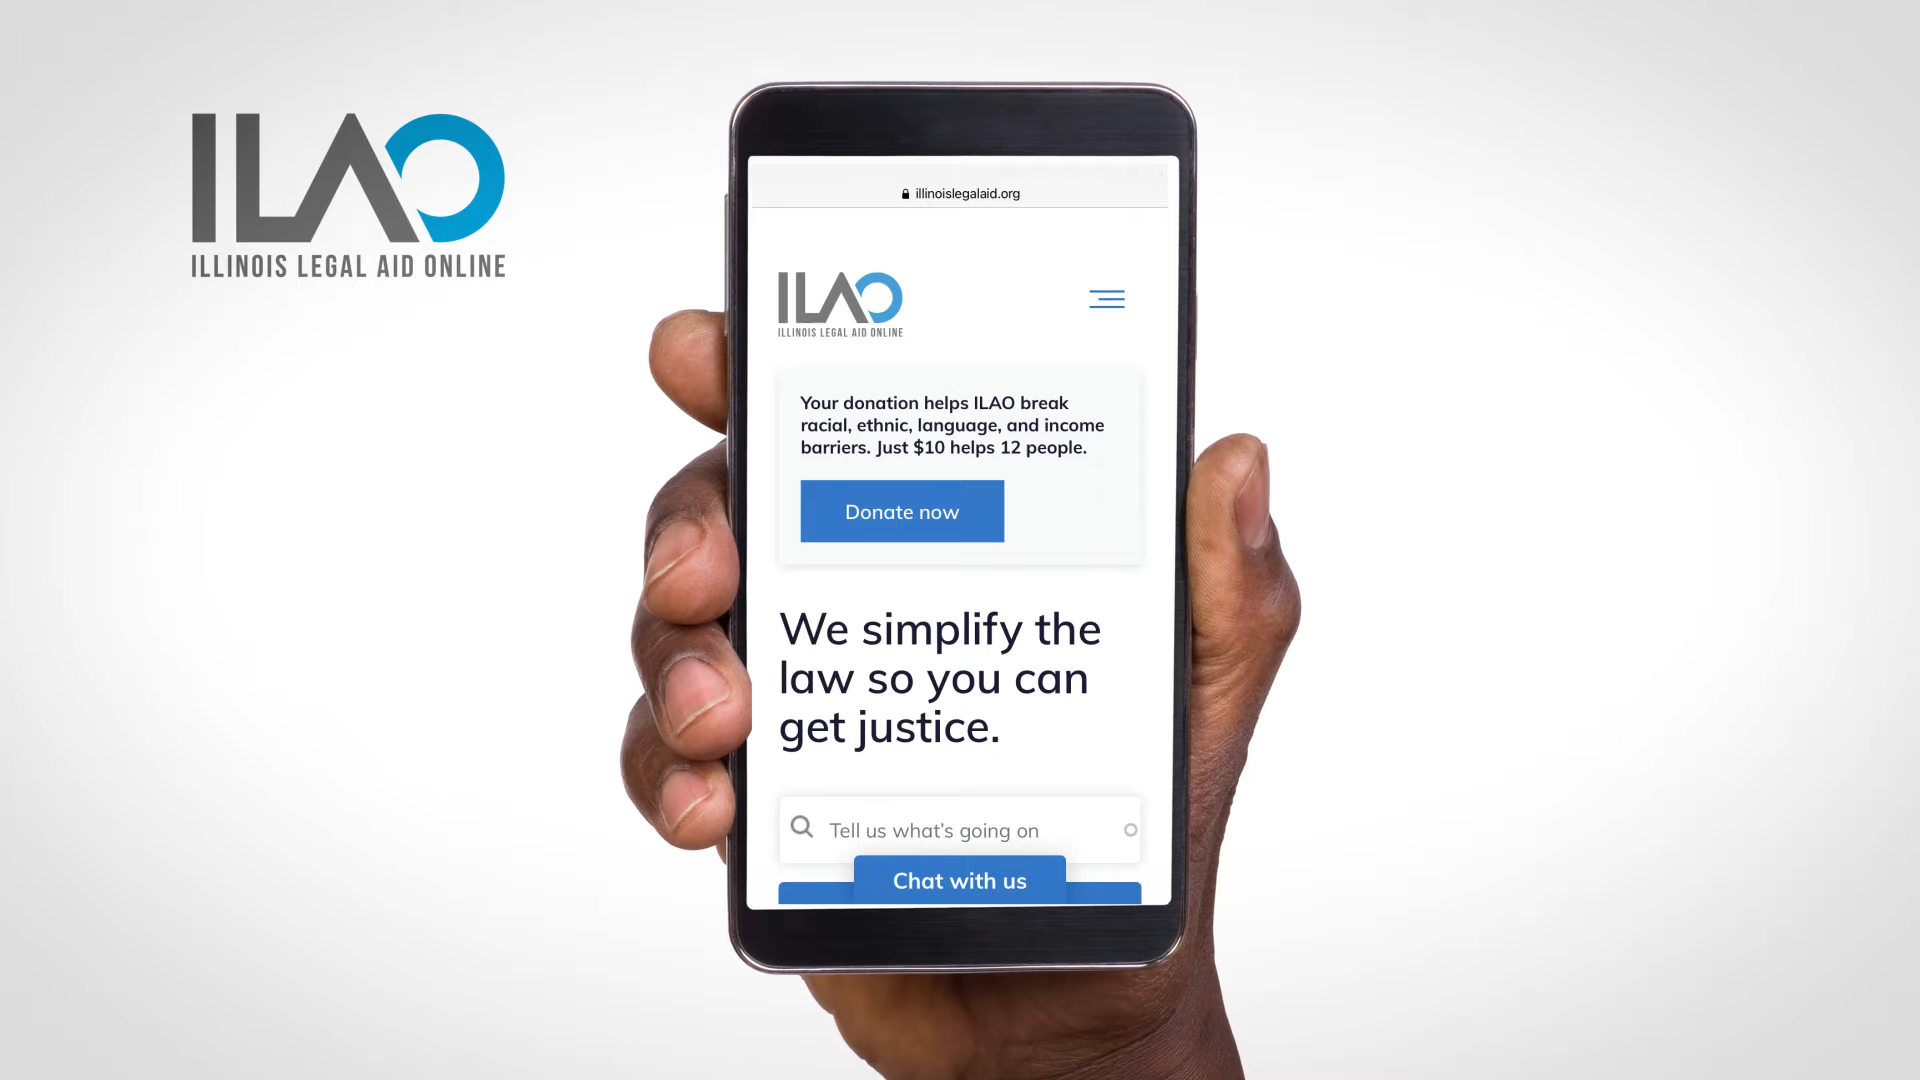 ILAO
ILLINOIS LEGAL AID ONLINE
illinoislegalaid.org
ILAO
ILLINOIS LEGAL AID ONLINE
Your donation helps ILAO break
racial, ethnic, language, and income
barriers. Just $10 helps 12 people.
Donate now
We simplify the
law so you can
get justice.
Tell us what's going on
Chat with us